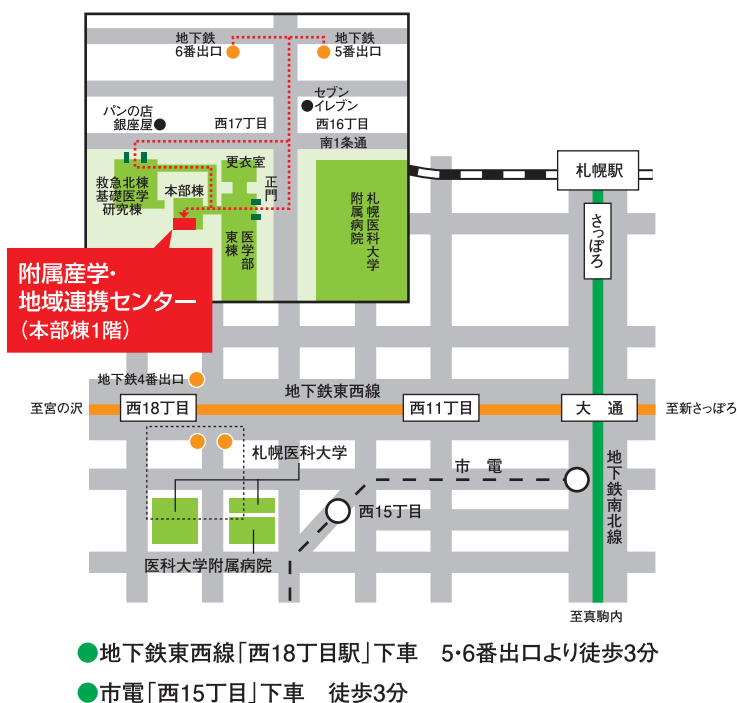 地下鉄
6番出口
地下鉄
5番出口
セブン
イレブン
パンの店
銀座屋
西17丁目
西16丁目
南1条通
更衣室
正門
救急北棟
基礎医学
研究棟
本部棟
医学部
東棟
札幌医科大学
附属病院
札幌駅
さっぽろ
附属産学・
地域連携センター
（本部棟1階）
地下鉄4番出口
地下鉄東西線
至宮の沢
西18丁目
西11丁目
大 通
至新さっぽろ
札幌医科大学
市 電
地下鉄南北線
西15丁目
医科大学附属病院
至真駒内
●地下鉄東西線「西18丁目駅」下車　5・6番出口より徒歩3分
●市電「西15丁目」下車　徒歩3分